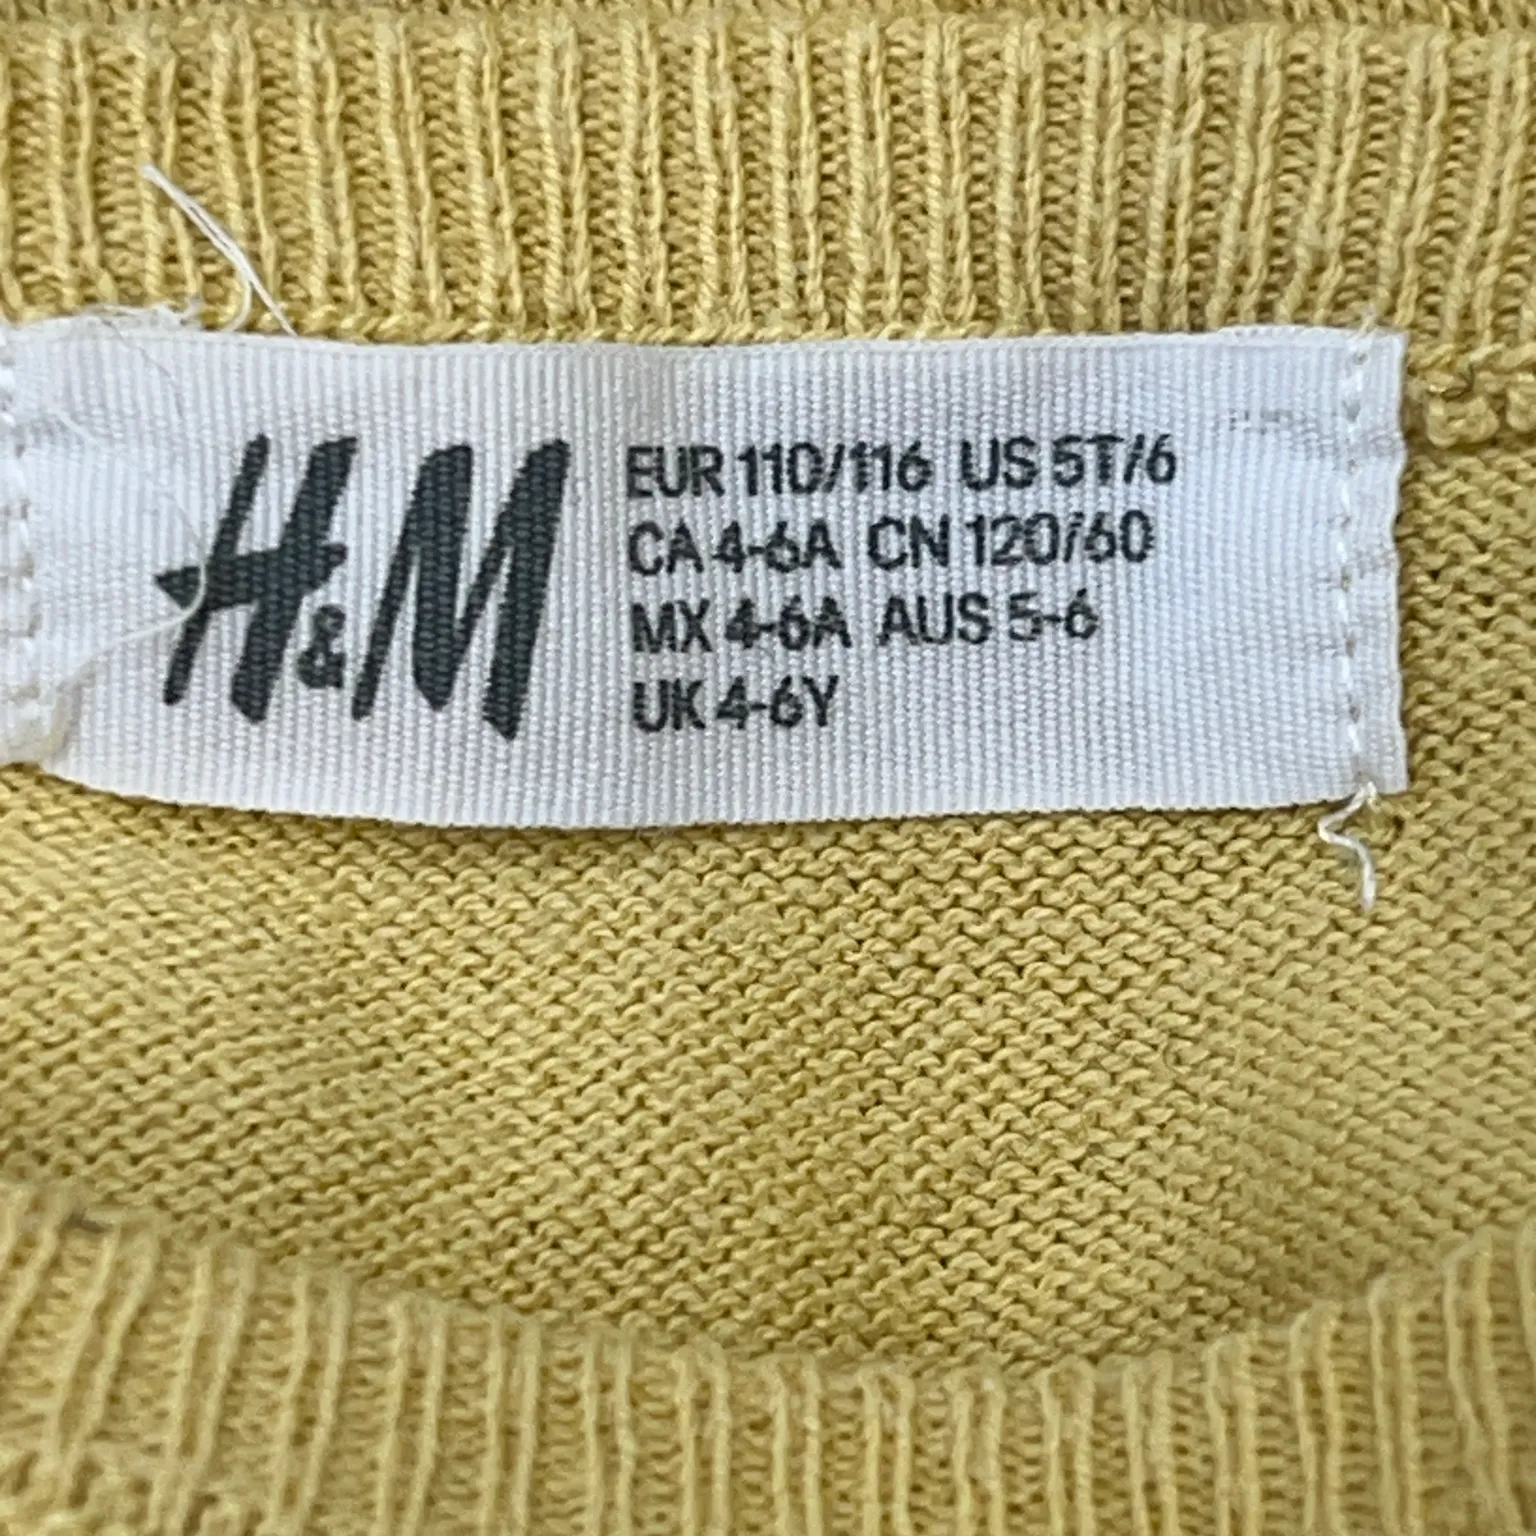 H&M
EUR 110/116 US 5T/6
CA 4-6A CN 120/60
MX 4-6A AUS 5-6
UK 4-6Y